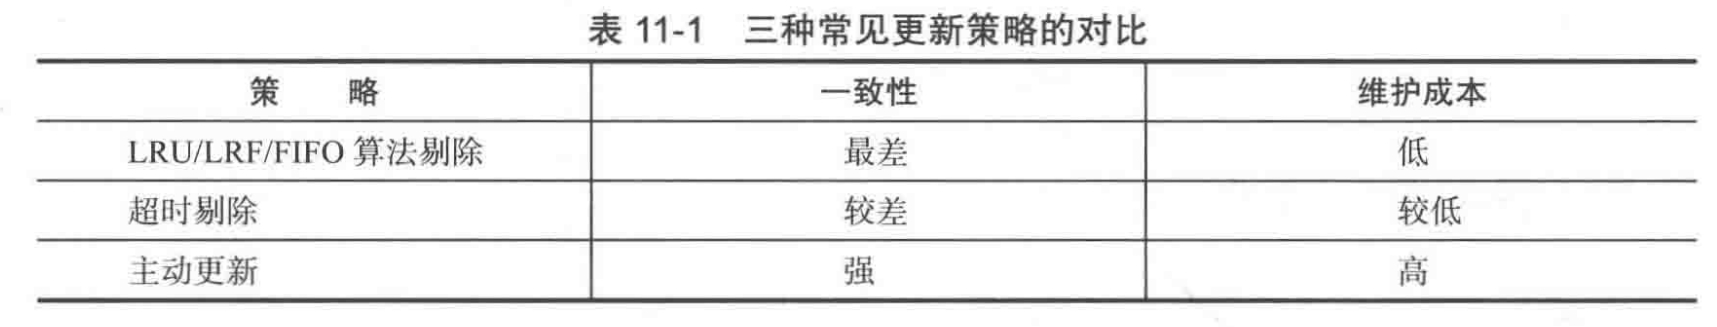 表 11-1 三种常见更新策略的对比
策 略 一致性 维护成本
LRU/LRF/FIFO 算法剔除 最差 低
超时剔除 较差 较低
主动更新 强 高